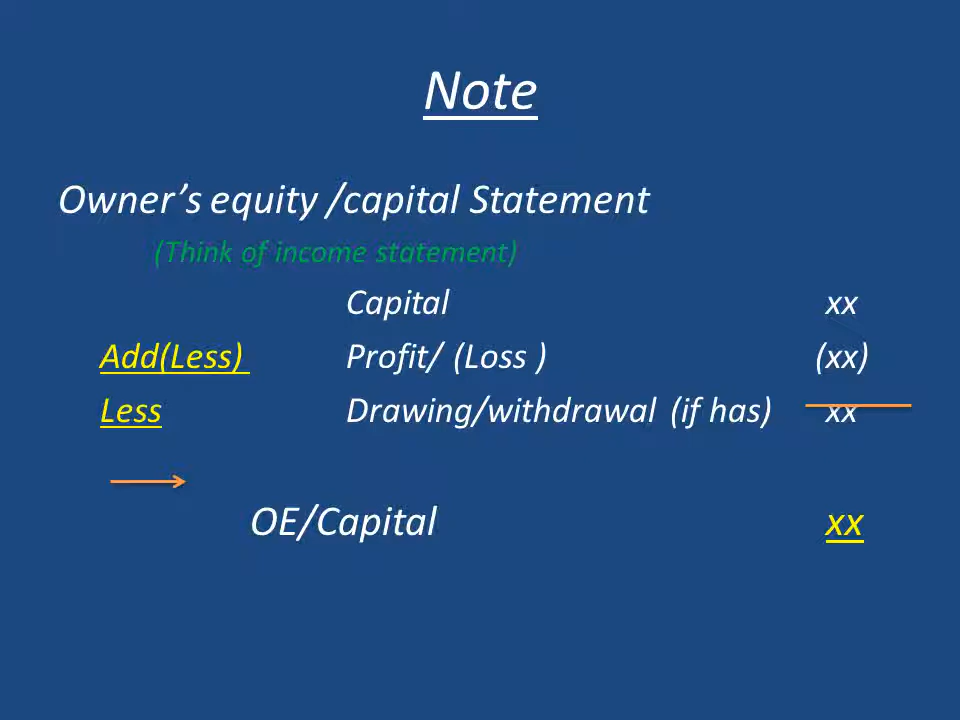 Note
Owner’s equity /capital Statement
(Think of income statement)
Capital xx
Add(Less) Profit/ (Loss ) (xx)
Less Drawing/withdrawal (if has) xx
OE/Capital xx